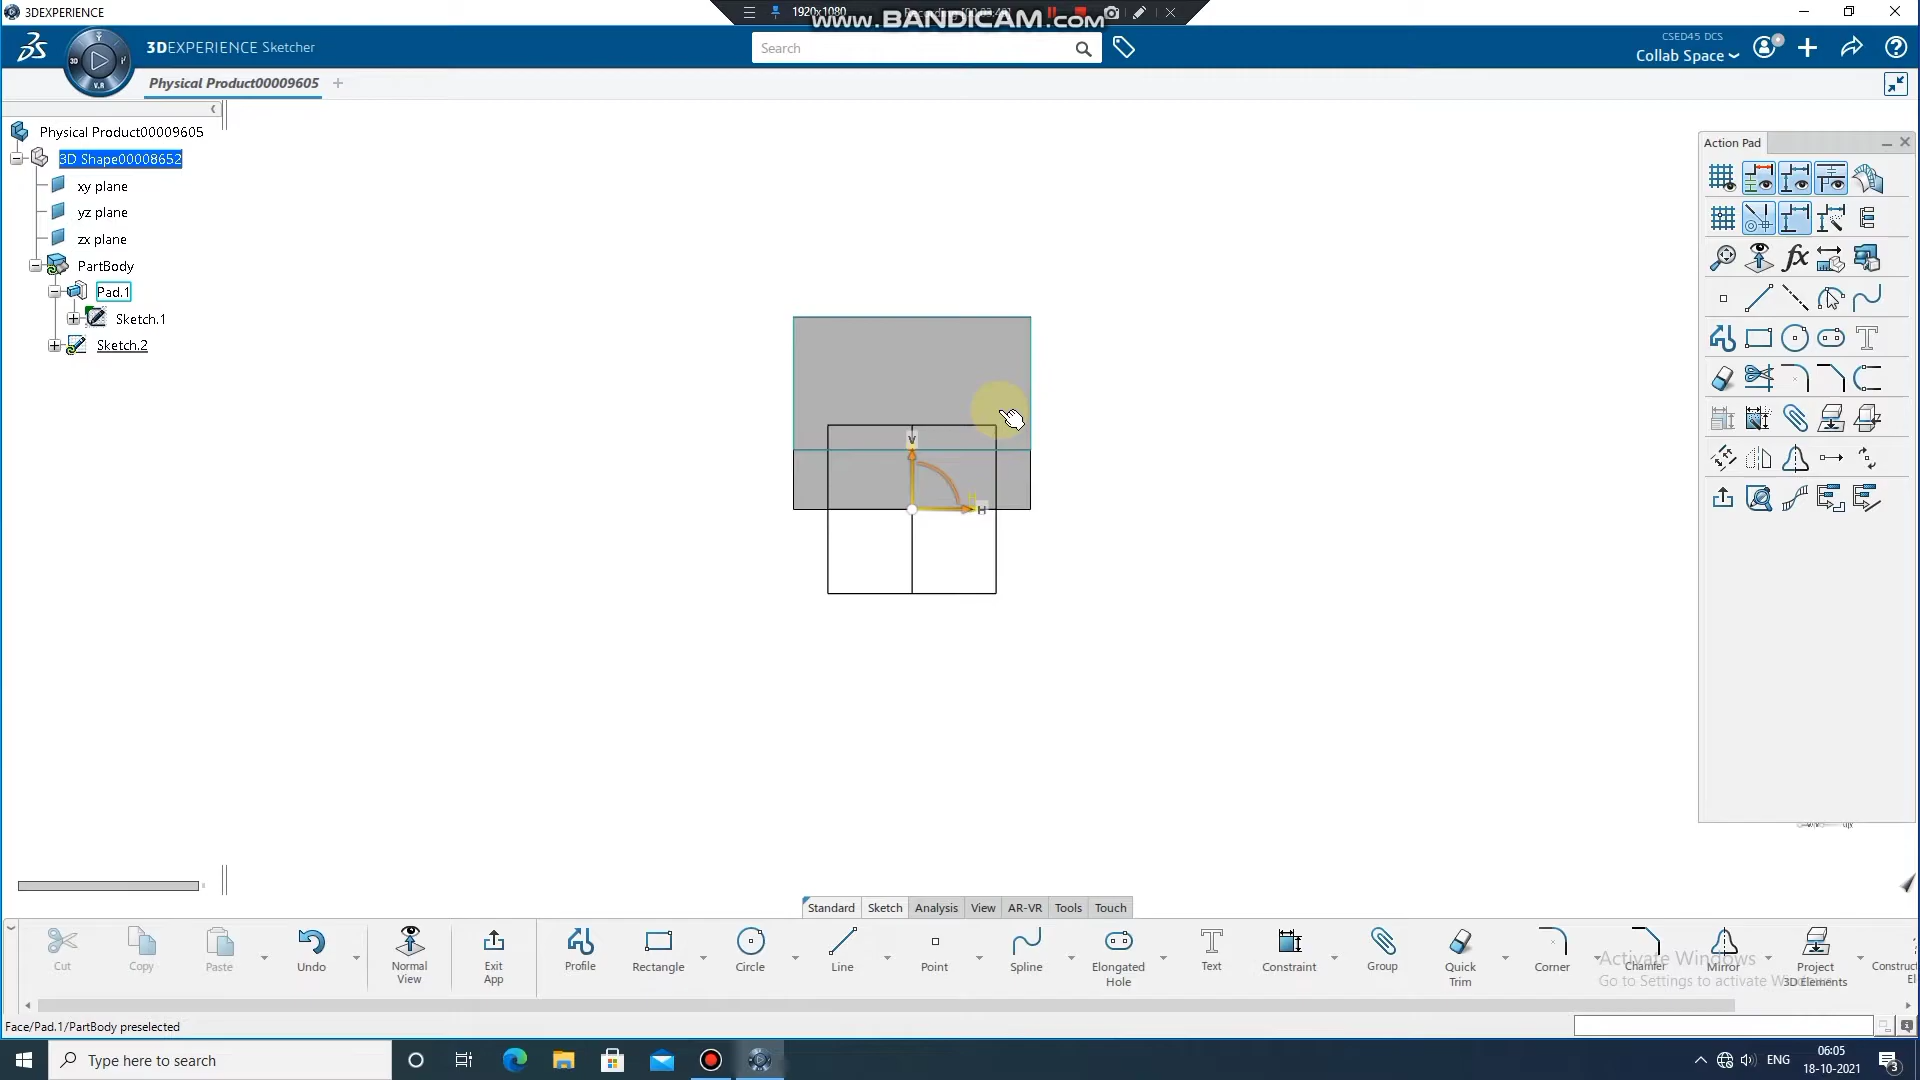 3DEXPERIENCE
1920x1080
www.BANDICAM.com
3DEXPERIENCE Sketcher
Search
CSED45 DCS
Collab Space
Physical Product00009605
Physical Product00009605
3D Shape00008652
xy plane
yz plane
zx plane
PartBody
Pad.1
Sketch.1
Sketch.2
V
H
Action Pad
Standard
Sketch
Analysis
View
AR-VR
Tools
Touch
Cut
Copy
Paste
Undo
Normal View
Exit App
Profile
Rectangle
Circle
Line
Point
Spline
Elongated Hole
Text
Constraint
Group
Quick Trim
Corner
Chamfer
Mirror
Project 3D Elements
Activate Windows
Go to Settings to activate
Face/Pad.1/PartBody preselected
Type here to search
ENG
06:05
18-10-2021
3